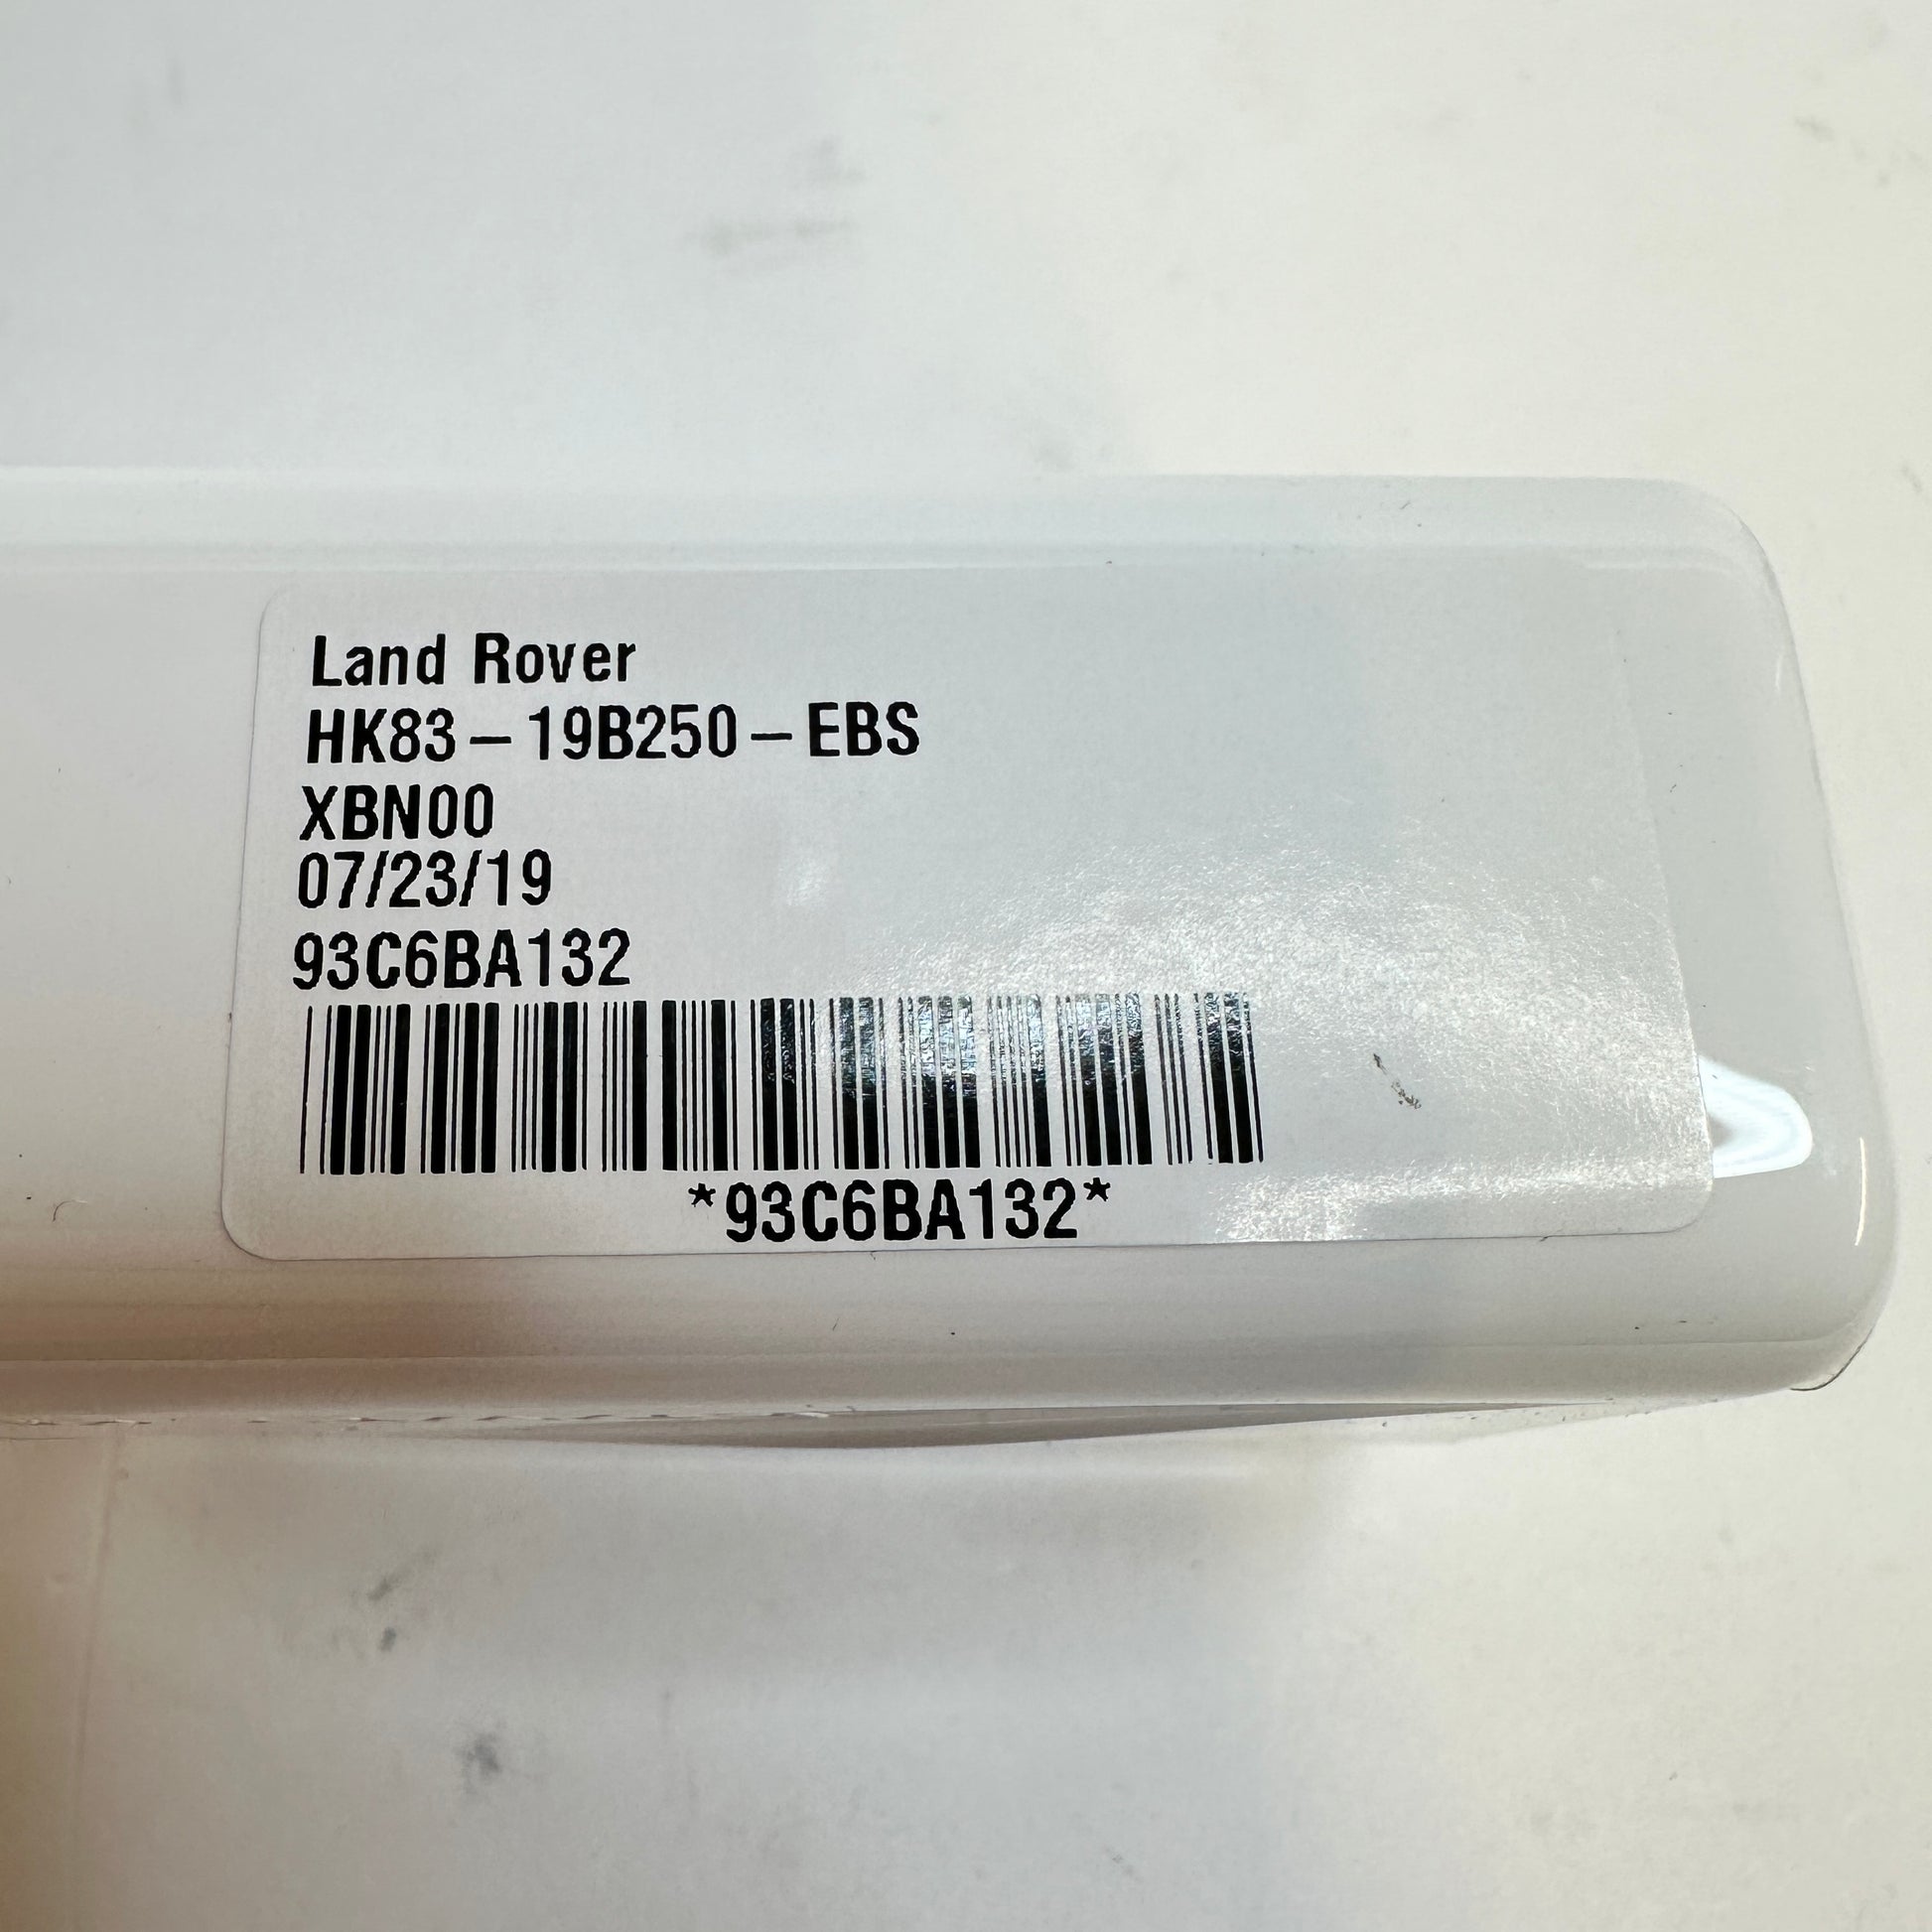 Land Rover
HK83-19B250-EBS
XBN00
07/23/19
93C6BA132
*93C6BA132*